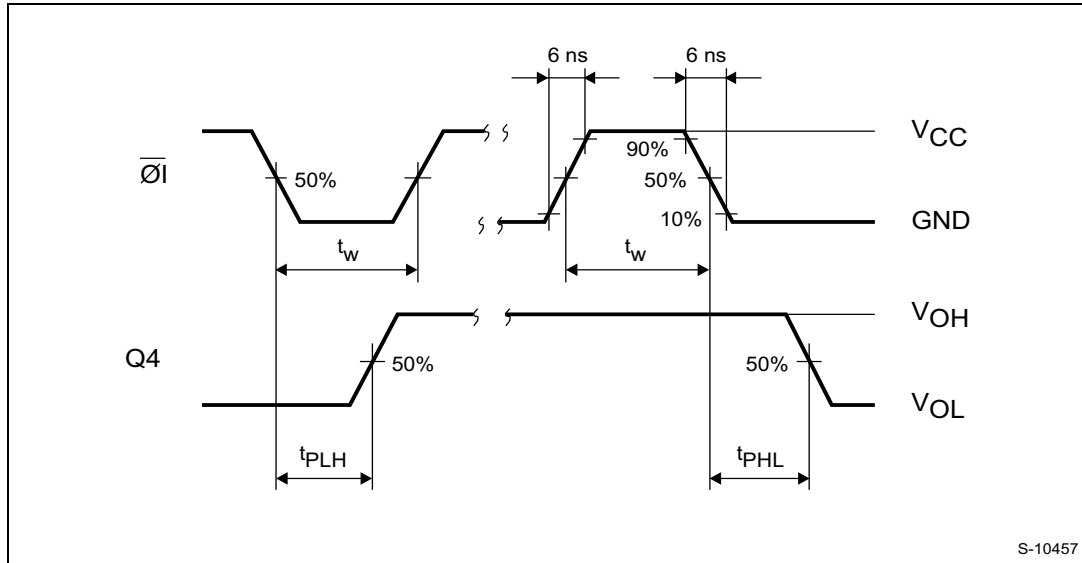 6 ns
6 ns
V_CC
90%
ØI̅
50%
50%
10%
GND
t_w
t_w
V_OH
Q4
50%
50%
V_OL
t_PLH
t_PHL
S-10457